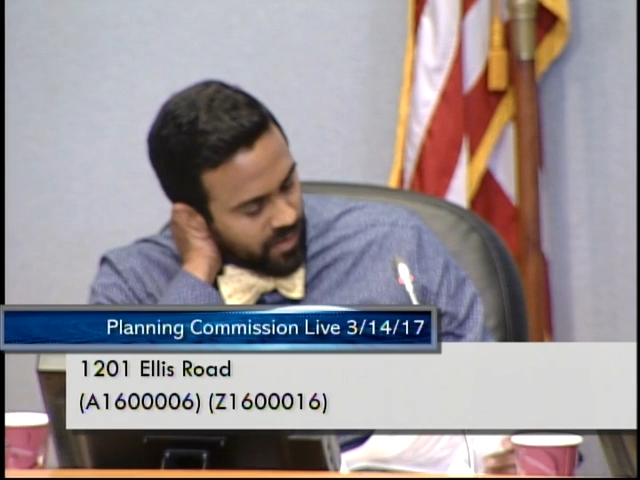 Planning Commission Live 3/14/17
1201 Ellis Road
(A1600006) (Z1600016)